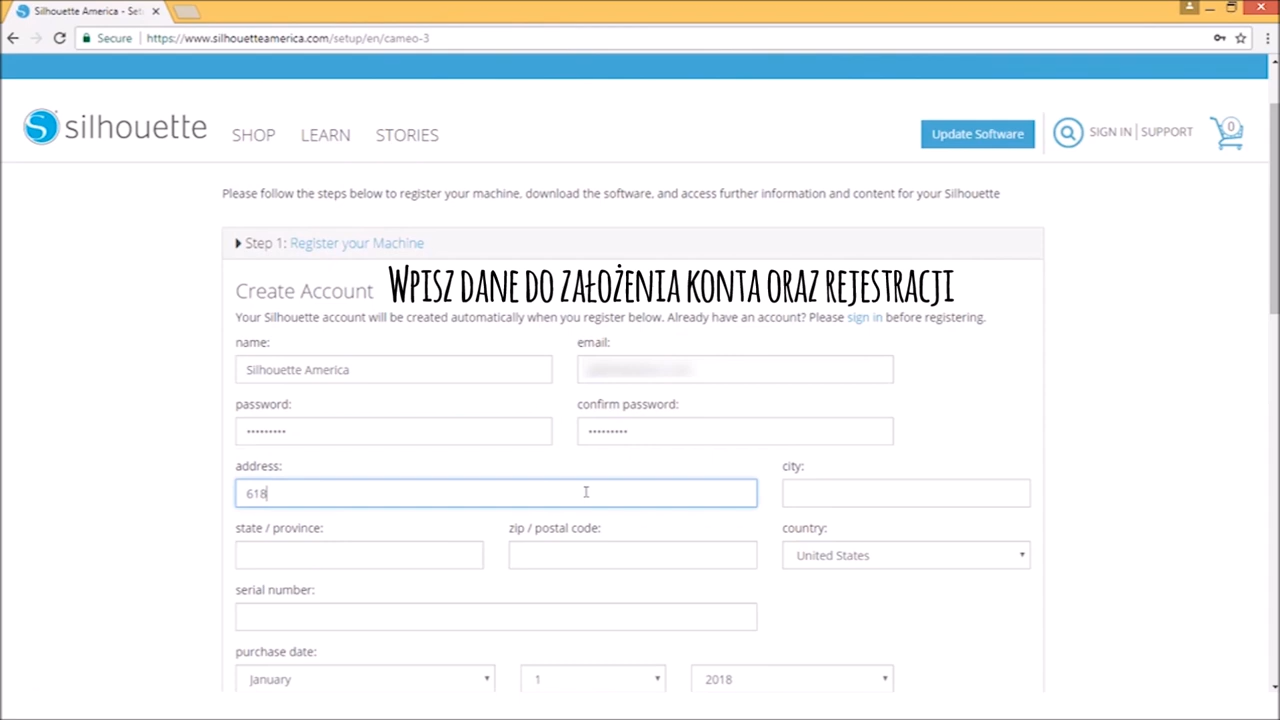 Silhouette America - Set
Secure https://www.silhouetteamerica.com/setup/en/cameo-3
silhouette SHOP LEARN STORIES Update Software SIGN IN | SUPPORT 0
Please follow the steps below to register your machine, download the software, and access further information and content for your Silhouette
Step 1: Register your Machine
Create Account WPISZ DANE DO ZAŁOŻENIA KONTA ORAZ REJESTRACJI
Your Silhouette account will be created automatically when you register below. Already have an account? Please sign in before registering.
name: email:
Silhouette America
password: confirm password:
••••••••• •••••••••
address: city:
618
state / province: zip / postal code: country:
United States
serial number:
purchase date:
January 1 2018